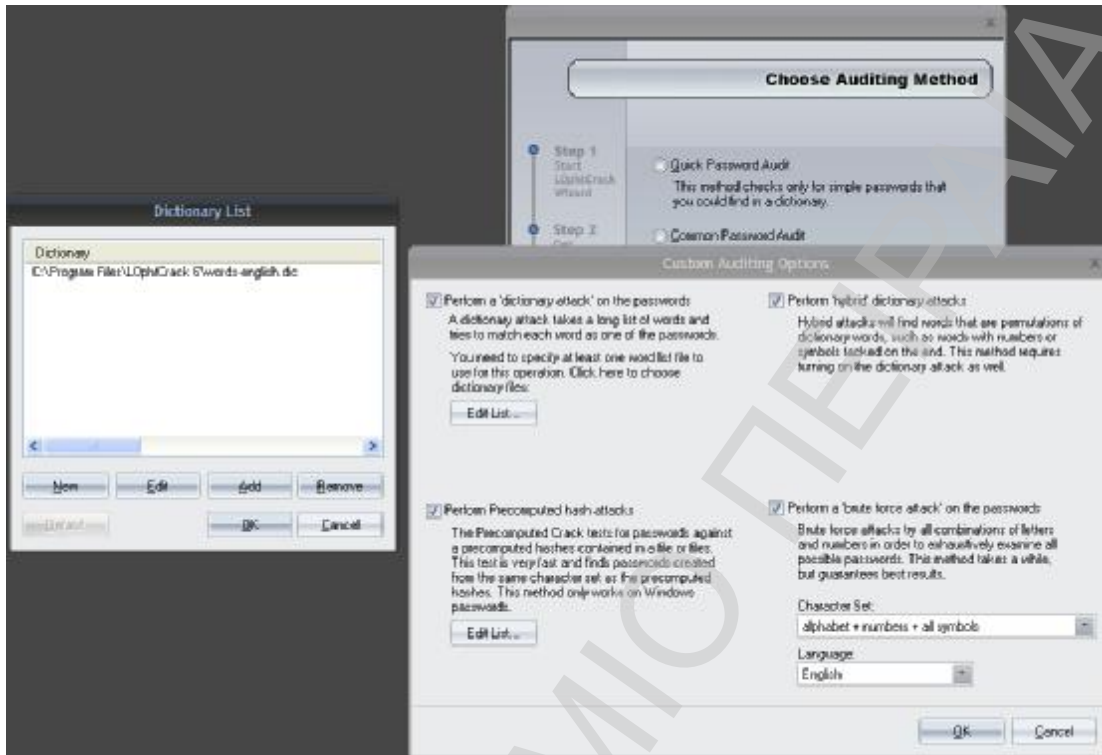 Choose Auditing Method
Step 1
Start
L0phtCrack
Wizard
Step 2
Quick Password Audit
This method checks only for simple passwords that
you could find in a dictionary.
Common Password Audit
Dictionary List
Dictionary
C:\Program Files\L0phtCrack 6\words-english.dic
New
Edit
Add
Remove
Default
OK
Cancel
Custom Auditing Options
Perform a 'dictionary attack' on the passwords
A dictionary attack takes a long list of words and
tries to match each word as one of the passwords.
You need to specify at least one word list file to
use for this operation. Click here to choose
dictionary files:
Edit List...
Perform 'hybrid' dictionary attacks
Hybrid attacks will find words that are permutations of
dictionary words, such as words with numbers or
symbols tacked on the end. This method requires
turning on the dictionary attack as well.
Perform Precomputed hash attacks
The Precomputed Crack tests for passwords against
a precomputed hashes contained in a file or files.
This test is very fast and finds passwords created
from the same character set as the precomputed
hashes. This method only works on Windows
passwords.
Edit List...
Perform a 'brute force attack' on the passwords
Brute force attacks try all combinations of letters
and numbers in order to exhaustively examine all
possible passwords. This method takes a while,
but guarantees best results.
Character Set:
alphabet + numbers + all symbols
Language:
English
OK
Cancel
ΜΙΟ ΠΕΙΡΑΙΑ